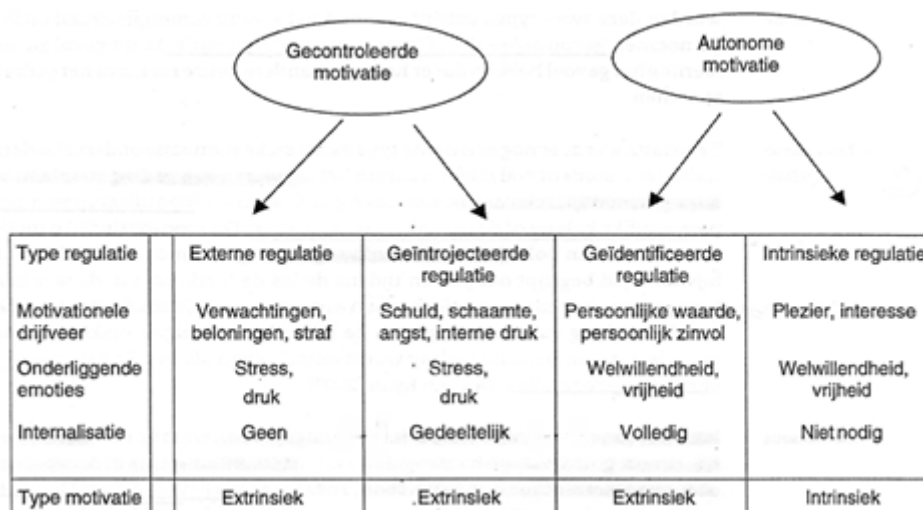 Gecontroleerde
motivatie
Autonome
motivatie
Type regulatie
Externe regulatie
Geïntrojecteerde
regulatie
Geïdentificeerde
regulatie
Intrinsieke regulatie
Motivationele
drijfveer
Verwachtingen,
beloningen, straf
Schuld, schaamte,
angst, interne druk
Persoonlijke waarde,
persoonlijk zinvol
Plezier, interesse
Onderliggende
emoties
Stress,
druk
Stress,
druk
Welwillendheid,
vrijheid
Welwillendheid,
vrijheid
Internalisatie
Geen
Gedeeltelijk
Volledig
Niet nodig
Type motivatie
Extrinsiek
Extrinsiek
Extrinsiek
Intrinsiek